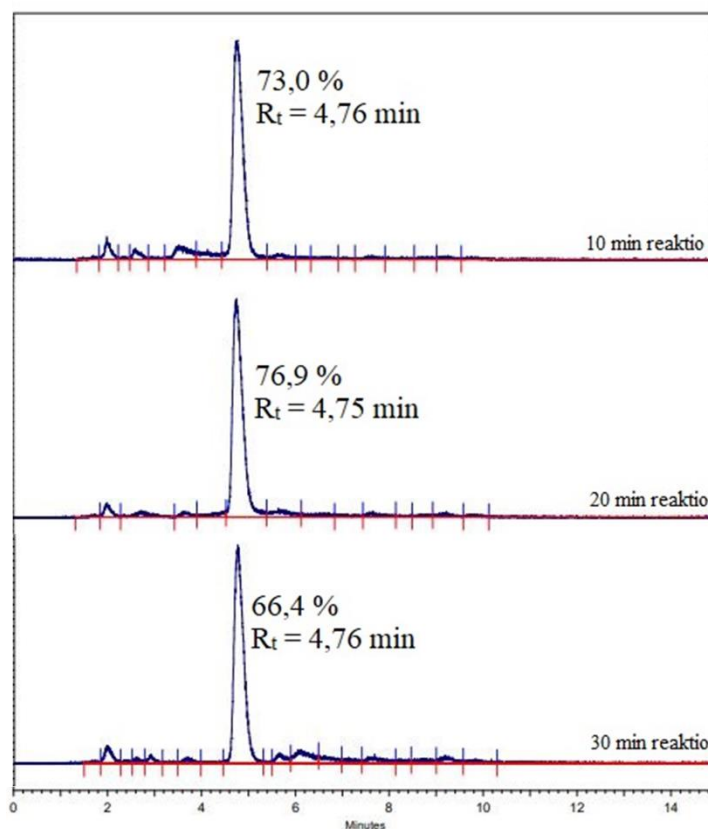 73,0 %
Rt = 4,76 min
10 min reaktio
76,9 %
Rt = 4,75 min
20 min reaktio
66,4 %
Rt = 4,76 min
30 min reaktio
0 2 4 6 8 10 12 14
Minutes